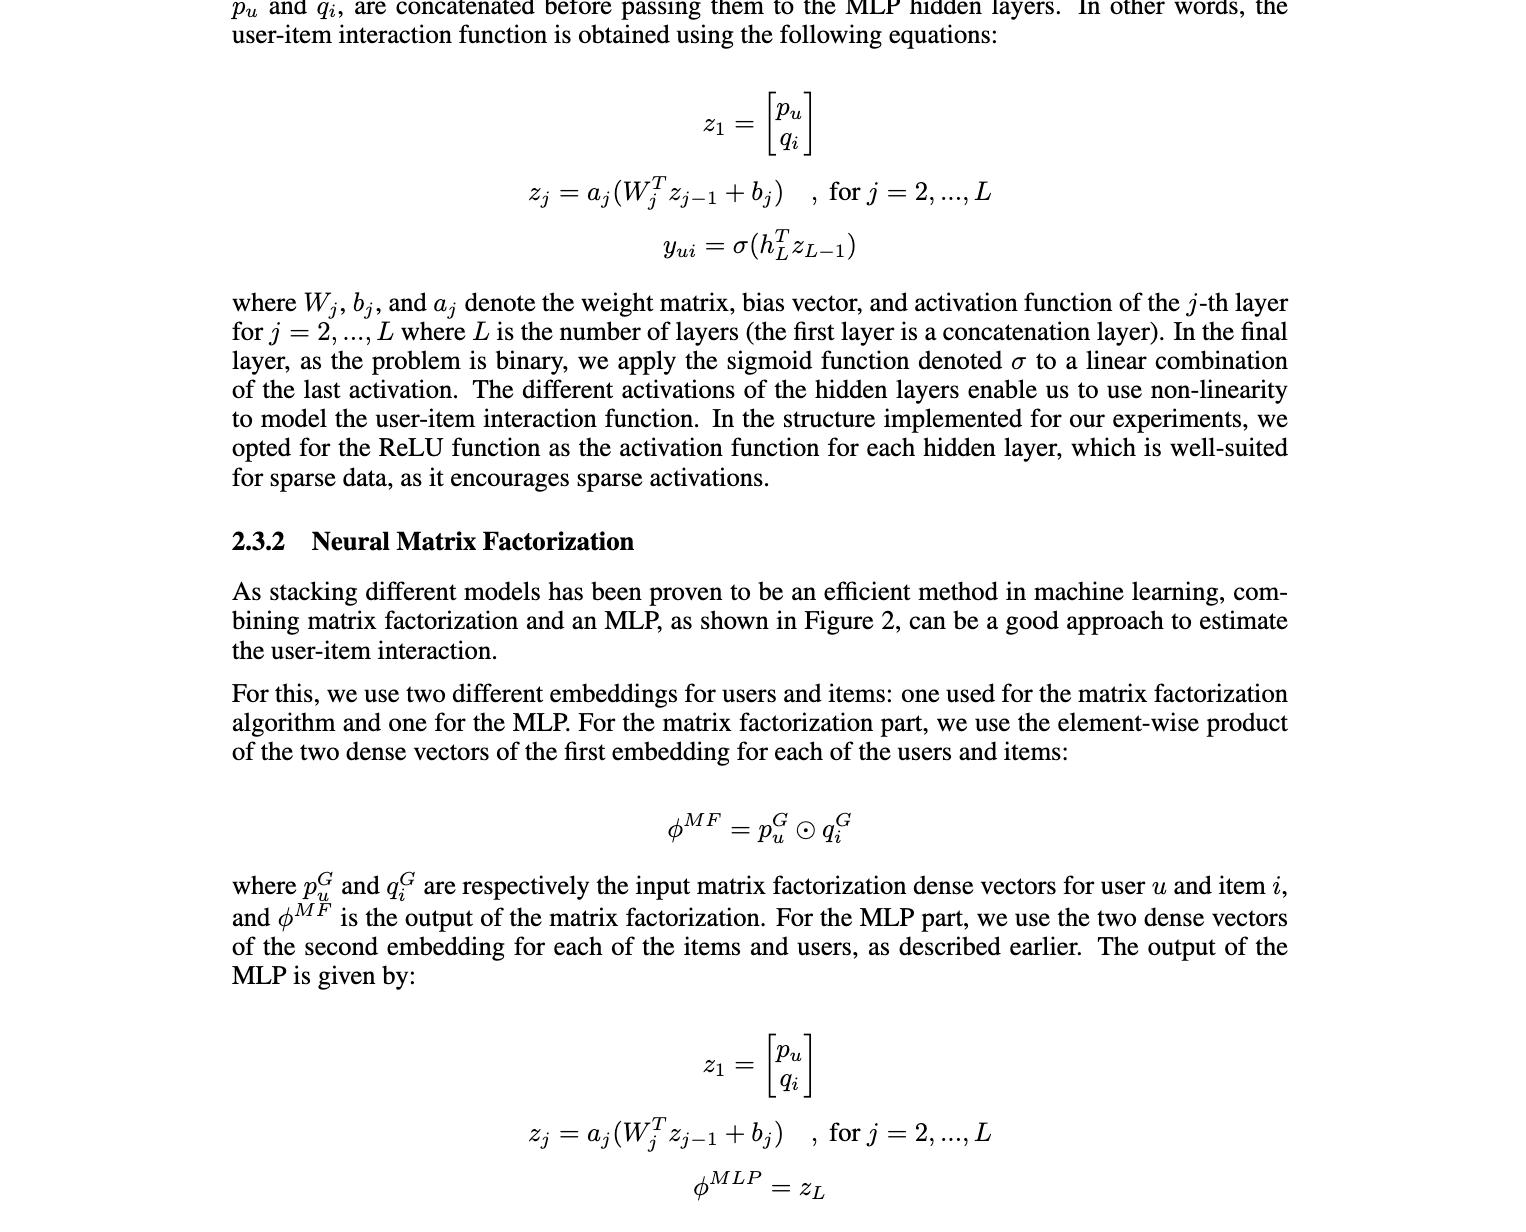 p_u and q_i, are concatenated before passing them to the MLP hidden layers. In other words, the
user-item interaction function is obtained using the following equations:
z_1 = \begin{bmatrix} p_u \\ q_i \end{bmatrix}
z_j = a_j(W_j^T z_{j-1} + b_j) , for j = 2, ..., L
y_{ui} = σ(h_L^T z_{L-1})
where W_j, b_j, and a_j denote the weight matrix, bias vector, and activation function of the j-th layer
for j = 2, ..., L where L is the number of layers (the first layer is a concatenation layer). In the final
layer, as the problem is binary, we apply the sigmoid function denoted σ to a linear combination
of the last activation. The different activations of the hidden layers enable us to use non-linearity
to model the user-item interaction function. In the structure implemented for our experiments, we
opted for the ReLU function as the activation function for each hidden layer, which is well-suited
for sparse data, as it encourages sparse activations.
2.3.2 Neural Matrix Factorization
As stacking different models has been proven to be an efficient method in machine learning, com-
bining matrix factorization and an MLP, as shown in Figure 2, can be a good approach to estimate
the user-item interaction.
For this, we use two different embeddings for users and items: one used for the matrix factorization
algorithm and one for the MLP. For the matrix factorization part, we use the element-wise product
of the two dense vectors of the first embedding for each of the users and items:
ϕ^{MF} = p_u^G ⊙ q_i^G
where p_u^G and q_i^G are respectively the input matrix factorization dense vectors for user u and item i,
and ϕ^{MF} is the output of the matrix factorization. For the MLP part, we use the two dense vectors
of the second embedding for each of the items and users, as described earlier. The output of the
MLP is given by:
z_1 = \begin{bmatrix} p_u \\ q_i \end{bmatrix}
z_j = a_j(W_j^T z_{j-1} + b_j) , for j = 2, ..., L
ϕ^{MLP} = z_L